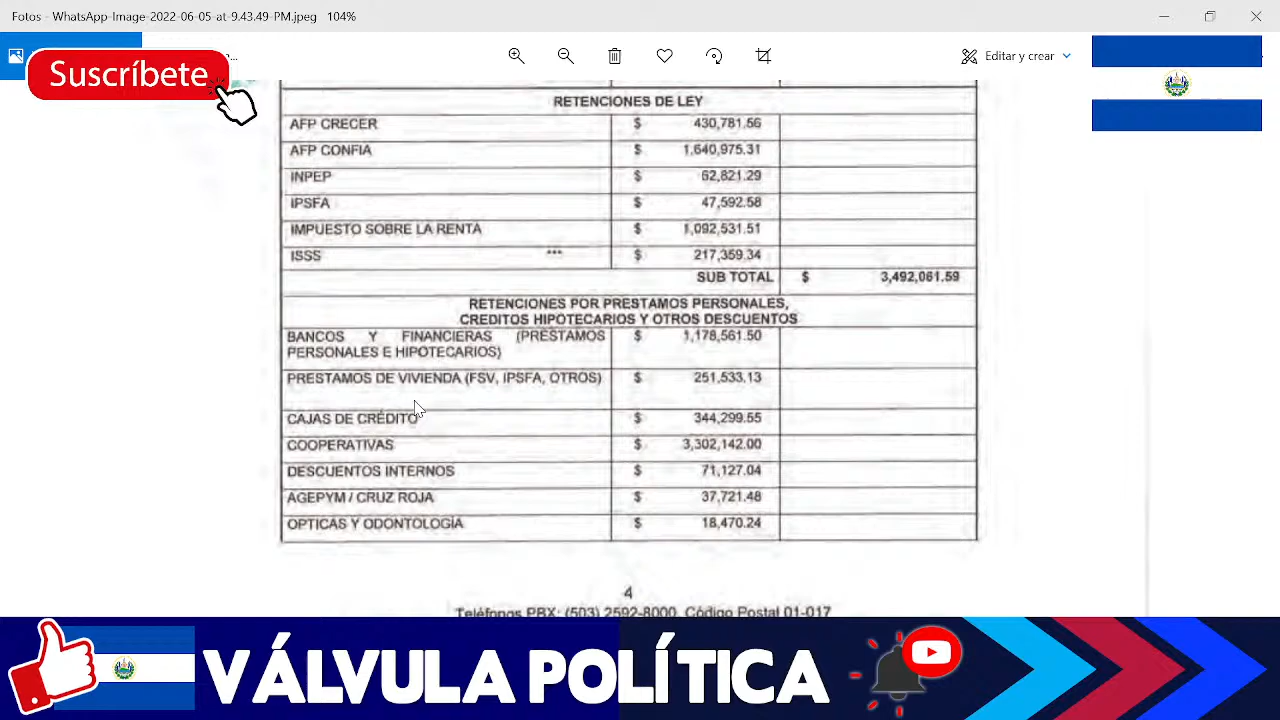 Fotos - WhatsApp-Image-2022-06-05-at-9.43.49-PM.jpeg 104%
Suscríbete
Editar y crear
RETENCIONES DE LEY
AFP CRECER $ 430,781.56
AFP CONFIA $ 1,640,975.31
INPEP $ 62,821.29
IPSFA $ 47,592.58
IMPUESTO SOBRE LA RENTA $ 1,092,531.51
ISSS *** $ 217,359.34
SUB TOTAL $ 3,492,061.59
RETENCIONES POR PRESTAMOS PERSONALES,
CREDITOS HIPOTECARIOS Y OTROS DESCUENTOS
BANCOS Y FINANCIERAS (PRESTAMOS $ 1,178,561.50
PERSONALES E HIPOTECARIOS)
PRESTAMOS DE VIVIENDA (FSV, IPSFA, OTROS) $ 251,533.13
CAJAS DE CRÉDITO $ 344,299.55
COOPERATIVAS $ 3,302,142.00
DESCUENTOS INTERNOS $ 71,127.04
AGEPYM / CRUZ ROJA $ 37,721.48
OPTICAS Y ODONTOLOGÍA $ 18,470.24
4
Teléfonos PBX: (503) 2592-8000, Código Postal 01-017
VÁLVULA POLÍTICA